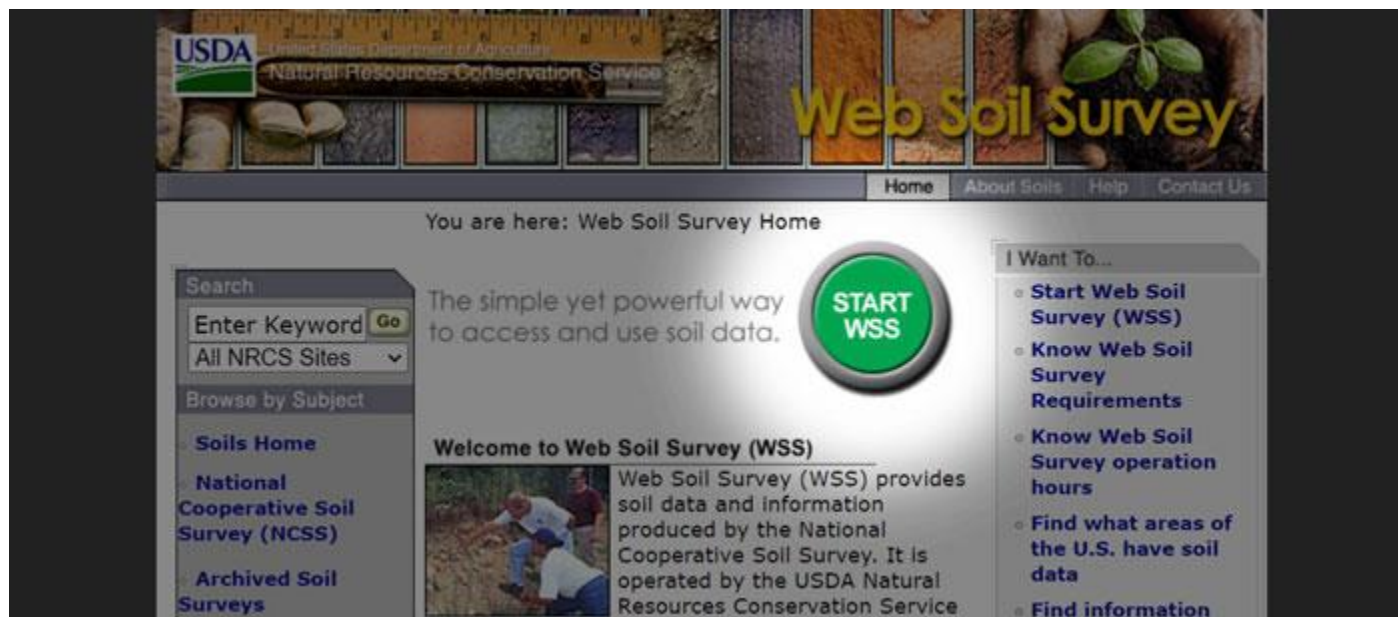 USDA
United States Department of Agriculture
Natural Resources Conservation Service
Web Soil Survey
Home
About Soils
Help
Contact Us
You are here: Web Soil Survey Home
Search
Enter Keyword
Go
All NRCS Sites
Browse by Subject
Soils Home
National
Cooperative Soil
Survey (NCSS)
Archived Soil
Surveys
The simple yet powerful way
to access and use soil data.
START
WSS
Welcome to Web Soil Survey (WSS)
Web Soil Survey (WSS) provides
soil data and information
produced by the National
Cooperative Soil Survey. It is
operated by the USDA Natural
Resources Conservation Service
I Want To...
Start Web Soil
Survey (WSS)
Know Web Soil
Survey
Requirements
Know Web Soil
Survey operation
hours
Find what areas of
the U.S. have soil
data
Find information